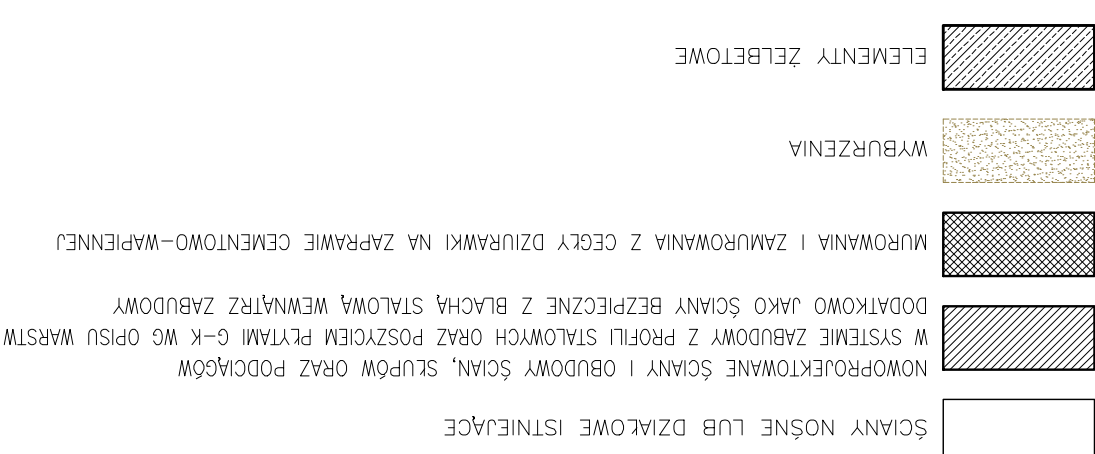 ŚCIANY NOŚNE LUB DZIAŁOWE ISTNIEJĄCE
NOWOPROJEKTOWANE ŚCIANY I OBUDOWY ŚCIAN, SŁUPÓW ORAZ PODCIĄGÓW
W SYSTEMIE ZABUDOWY Z PROFILI STALOWYCH ORAZ POSZYCIEM PŁYTAMI G-K WG OPISU WARSTW
DODATKOWO JAKO ŚCIANY BEZPIECZNE Z BLACHĄ STALOWĄ WEWNĄTRZ ZABUDOWY
MUROWANIA I ZAMUROWANIA Z CEGŁY DZIURAWKI NA ZAPRAWIE CEMENTOWO-WAPIENNEJ
WYBURZENIA
ELEMENTY ŻELBETOWE